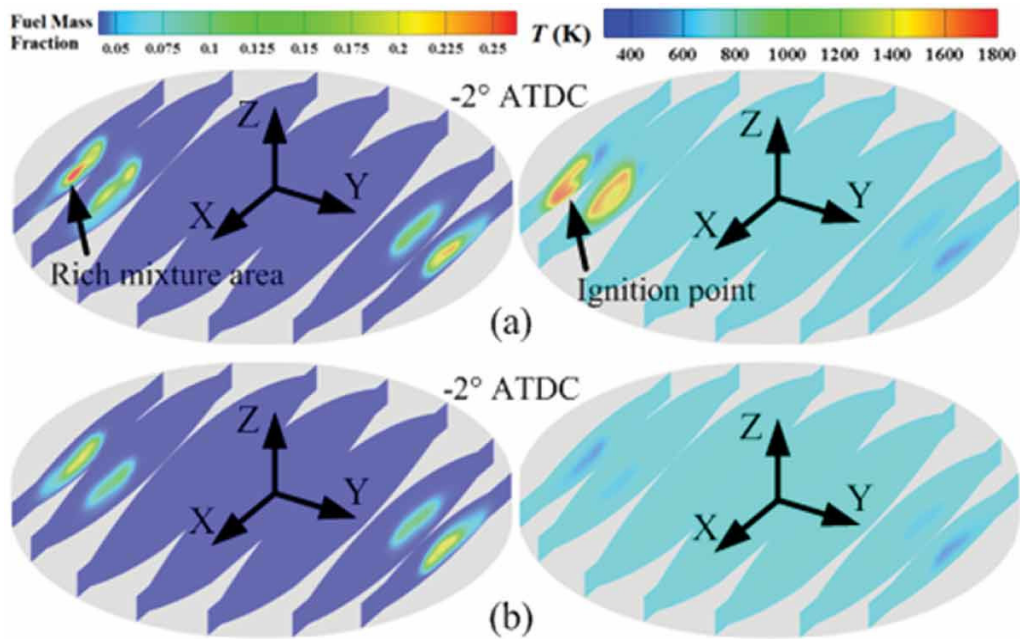 Fuel Mass
Fraction
0.05 0.075 0.1 0.125 0.15 0.175 0.2 0.225 0.25
T (K)
400 600 800 1000 1200 1400 1600 1800
-2° ATDC
Z
Y
X
Rich mixture area
Z
Y
X
Ignition point
(a)
-2° ATDC
Z
Y
X
Z
Y
X
(b)